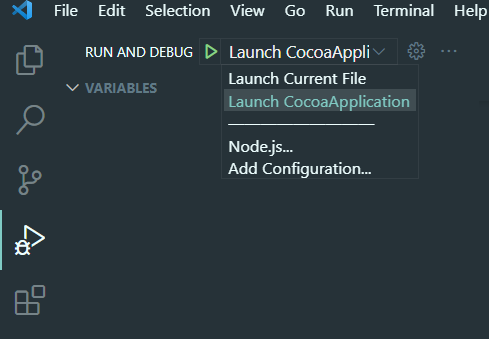 File Edit Selection View Go Run Terminal Help
RUN AND DEBUG Launch CocoaAppli
VARIABLES
Launch Current File
Launch CocoaApplication
Node.js...
Add Configuration...